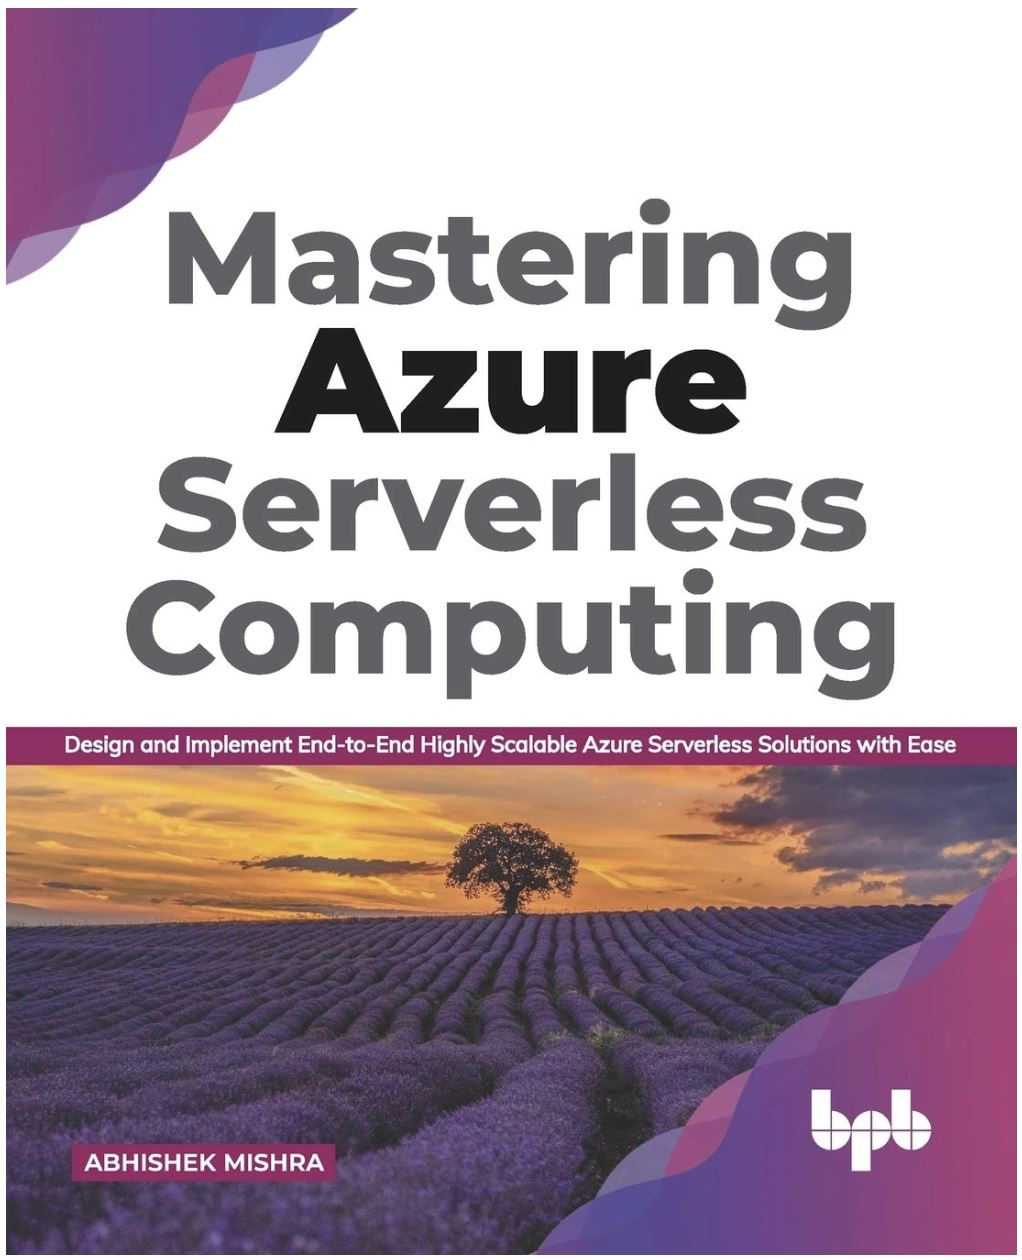 Mastering
Azure
Serverless
Computing
Design and Implement End-to-End Highly Scalable Azure Serverless Solutions with Ease
ABHISHEK MISHRA
bpb